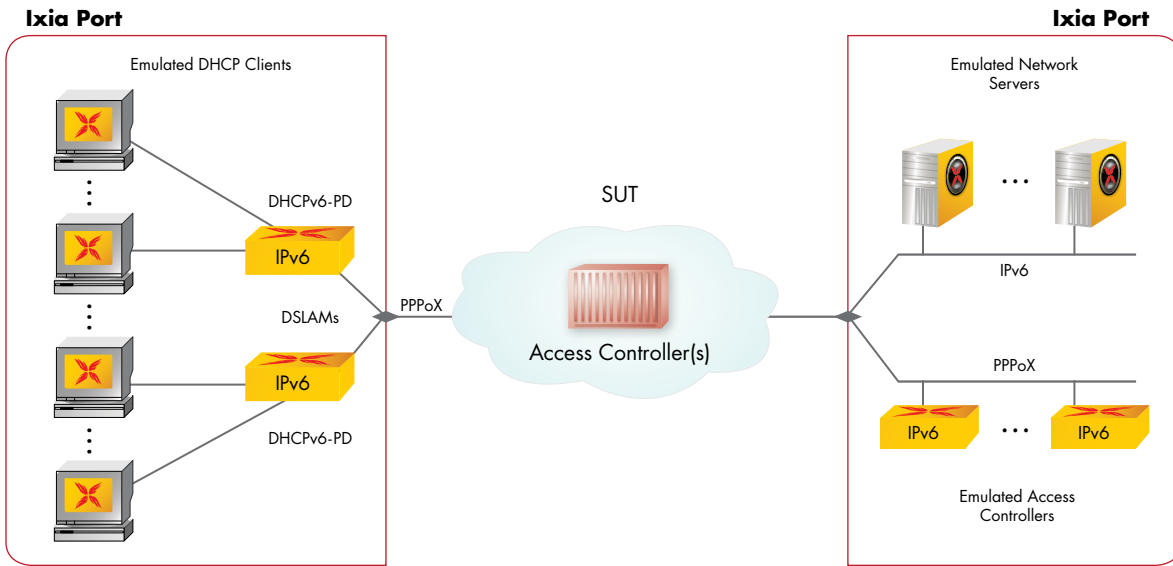 Ixia Port
Ixia Port
Emulated DHCP Clients
Emulated Network
Servers
DHCPv6-PD
SUT
IPv6
IPv6
PPPoX
DSLAMs
Access Controller(s)
PPPoX
IPv6
DHCPv6-PD
IPv6
IPv6
Emulated Access
Controllers